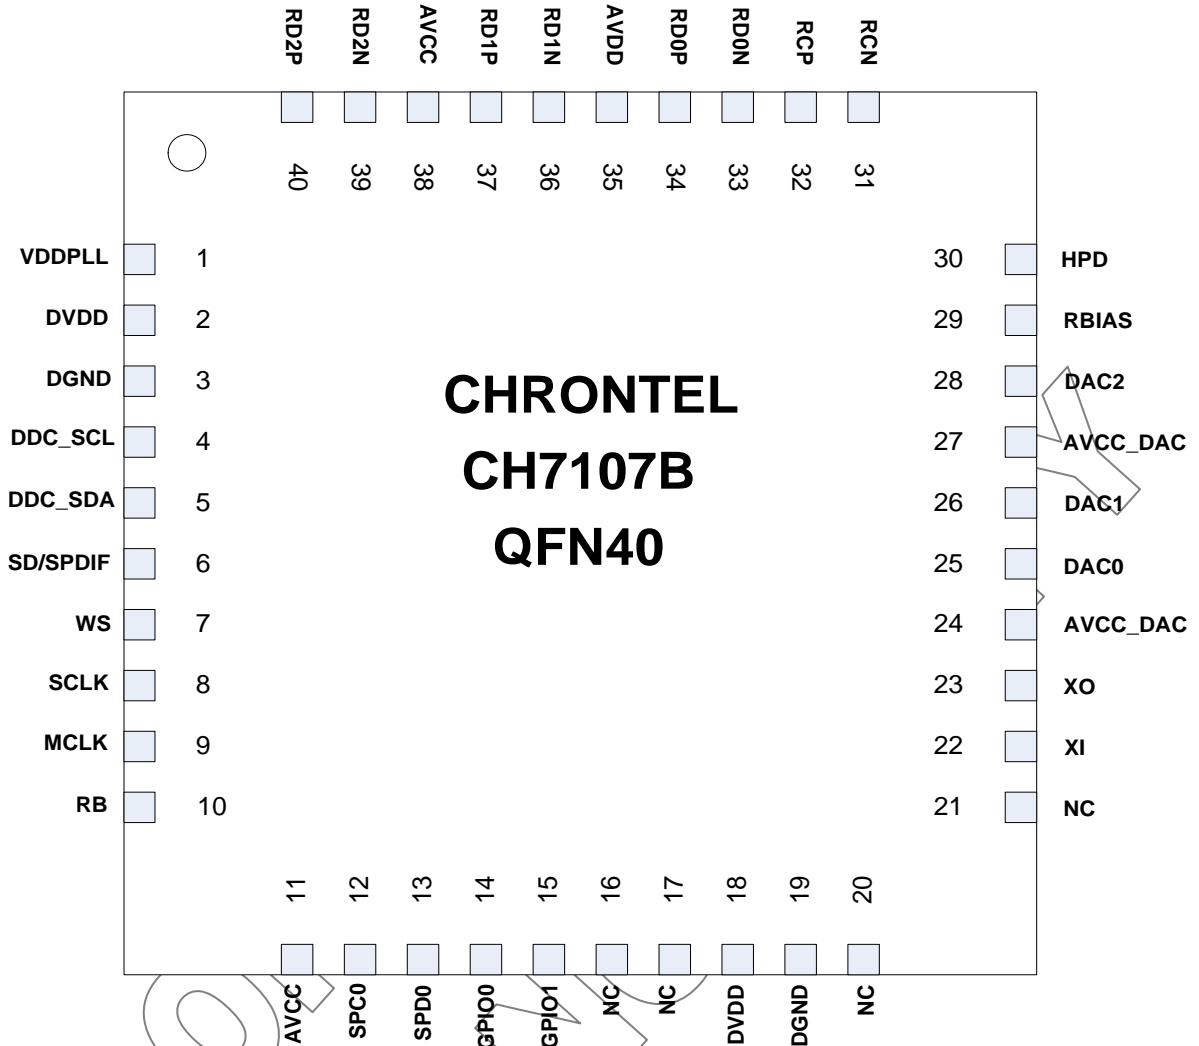 RD2P RD2N AVCC RD1P RD1N AVDD RD0P RD0N RCP RCN
40 39 38 37 36 35 34 33 32 31
VDDPLL 1
DVDD 2
DGND 3
DDC_SCL 4
DDC_SDA 5
SD/SPDIF 6
WS 7
SCLK 8
MCLK 9
RB 10
CHRONTEL
CH7107B
QFN40
30 HPD
29 RBIAS
28 DAC2
27 AVCC_DAC
26 DAC1
25 DAC0
24 AVCC_DAC
23 XO
22 XI
21 NC
11 12 13 14 15 16 17 18 19 20
AVCC SPC0 SPD0 GPIO0 GPIO1 NC NC DVDD DGND NC